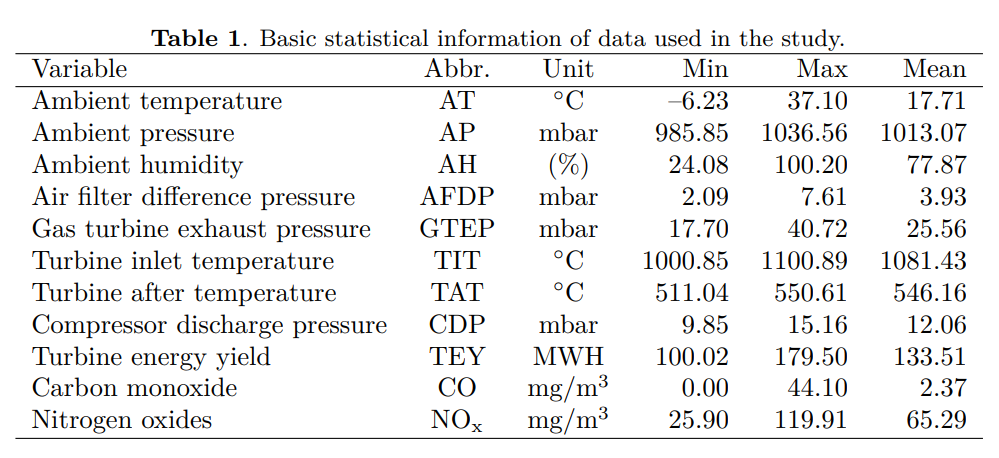 Table 1. Basic statistical information of data used in the study.
Variable Abbr. Unit Min Max Mean
Ambient temperature AT °C –6.23 37.10 17.71
Ambient pressure AP mbar 985.85 1036.56 1013.07
Ambient humidity AH (%) 24.08 100.20 77.87
Air filter difference pressure AFDP mbar 2.09 7.61 3.93
Gas turbine exhaust pressure GTEP mbar 17.70 40.72 25.56
Turbine inlet temperature TIT °C 1000.85 1100.89 1081.43
Turbine after temperature TAT °C 511.04 550.61 546.16
Compressor discharge pressure CDP mbar 9.85 15.16 12.06
Turbine energy yield TEY MWH 100.02 179.50 133.51
Carbon monoxide CO mg/m³ 0.00 44.10 2.37
Nitrogen oxides NOₓ mg/m³ 25.90 119.91 65.29